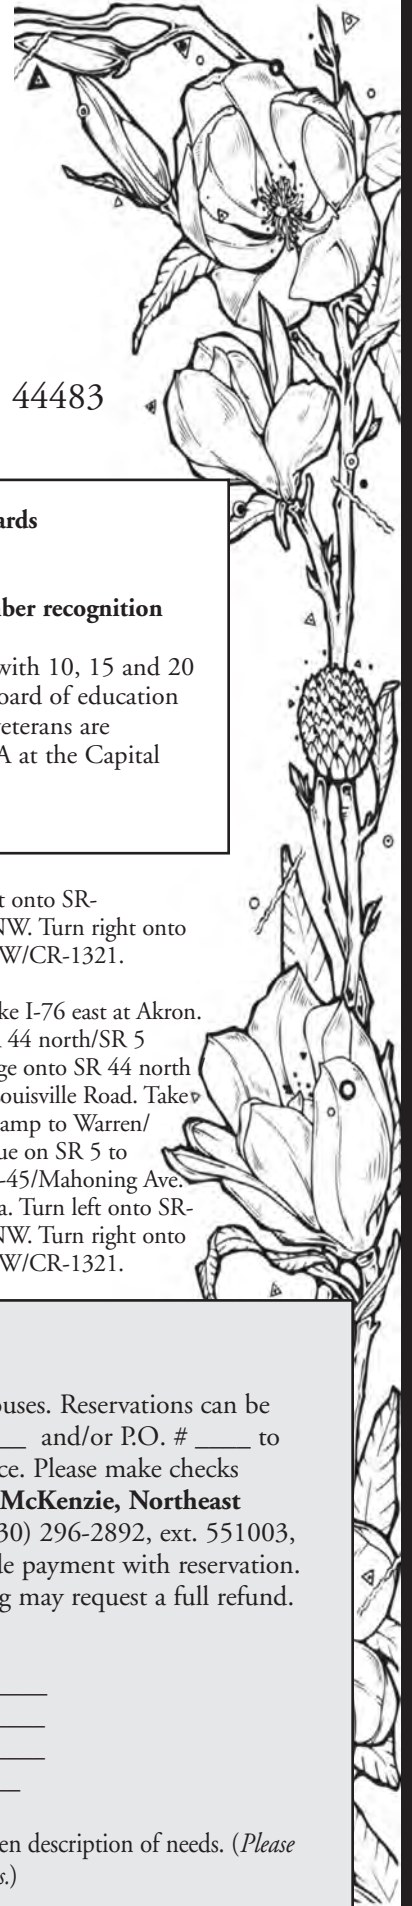 44483
ards
ber recognition
with 10, 15 and 20
oard of education
veterans are
A at the Capital
t onto SR-
NW. Turn right onto
W/CR-1321.
ke I-76 east at Akron.
44 north/SR 5
ge onto SR 44 north
ouisville Road. Take
amp to Warren/
ue on SR 5 to
-45/Mahoning Ave.
a. Turn left onto SR-
NW. Turn right onto
W/CR-1321.
ouses. Reservations can be
___ and/or P.O. # ____ to
ce. Please make checks
McKenzie, Northeast
30) 296-2892, ext. 551003,
le payment with reservation.
g may request a full refund.
en description of needs. (Please
s.)